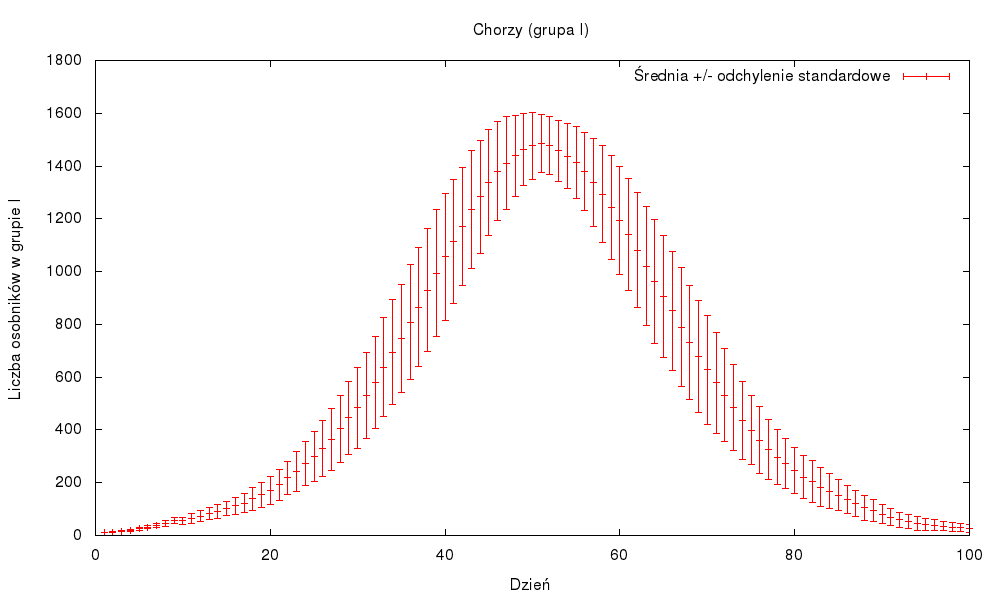 Chorzy (grupa I)
Średnia +/- odchylenie standardowe
Liczba osobników w grupie I
1800
1600
1400
1200
1000
800
600
400
200
0
0 20 40 60 80 100
Dzień